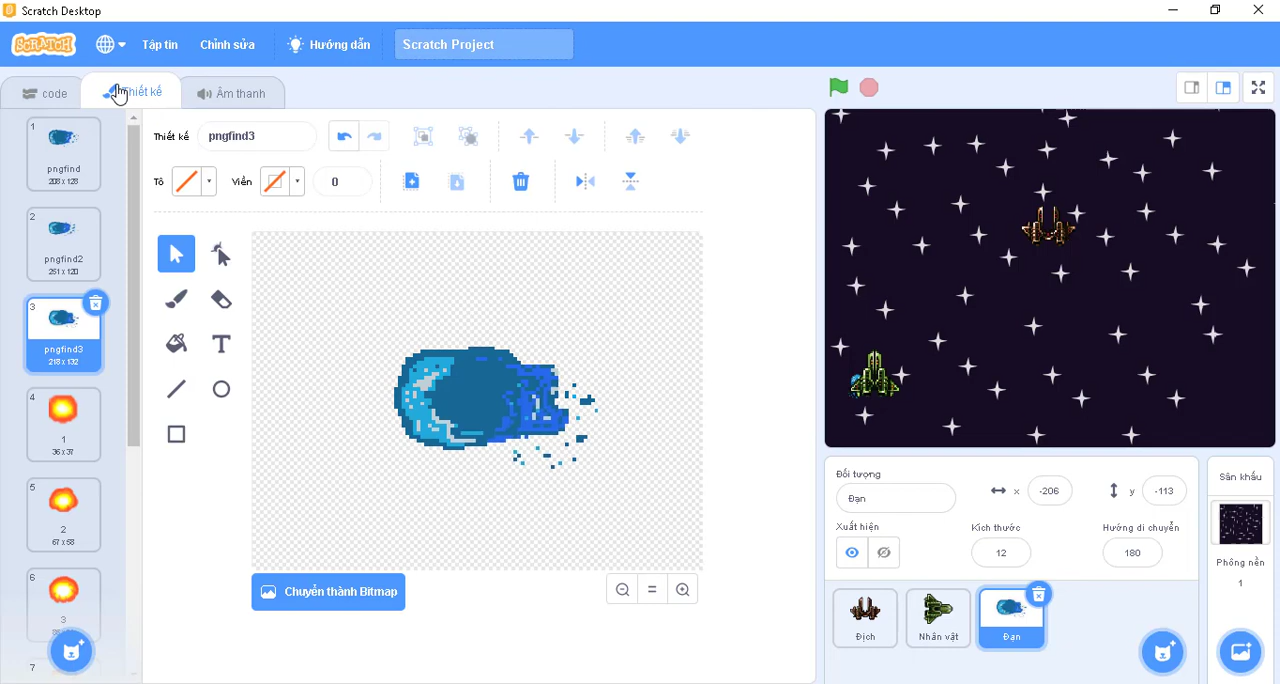 Scratch Desktop
SCRATCH Tập tin Chỉnh sửa Hướng dẫn Scratch Project
code Thiết kế Âm thanh
Thiết kế pngfind3
Tô Viền 0
1
pngfind
208 x 128
2
pngfind2
251 x 120
3
pngfind3
218 x 132
4
1
36 x 37
5
2
67 x 58
6
3
7
Chuyển thành Bitmap
Đối tượng
Đạn
x -206
y -113
Xuất hiện
Kích thước
12
Hướng di chuyển
180
Địch
Nhân vật
Đạn
Sân khấu
Phông nền
1